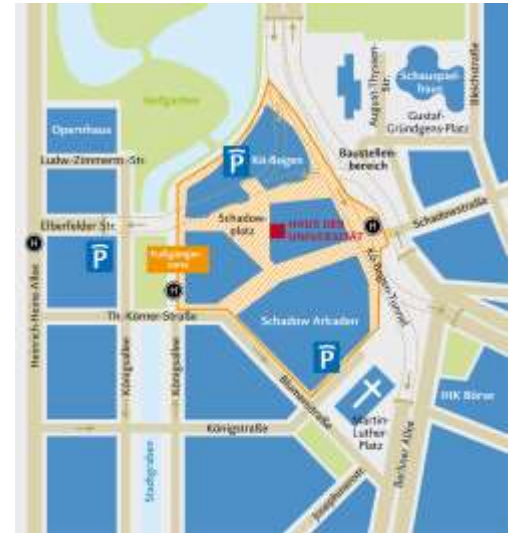 Hofgarten
Opernhaus
Ludw.-Zimmerm.-Str.
Elberfelder Str.
Heinrich-Heine-Allee
H
P
Fußgänger-
zone
H
Th.-Körner-Straße
Königsallee
Königsallee
Stadtgraben
Königstraße
P
Kö-Bogen
Schadow-
platz
HAUS DER
UNIVERSITÄT
H
Schadow Arkaden
P
Blumenstraße
Martin-
Luther-
Platz
Josephinenstr.
Berliner Allee
IHK Börse
Kö-Bogen-Tunnel
Schadowstraße
Baustellen-
bereich
August-Thyssen-
Str.
Schauspiel-
haus
Gustaf-
Gründgens-Platz
Bleichstraße